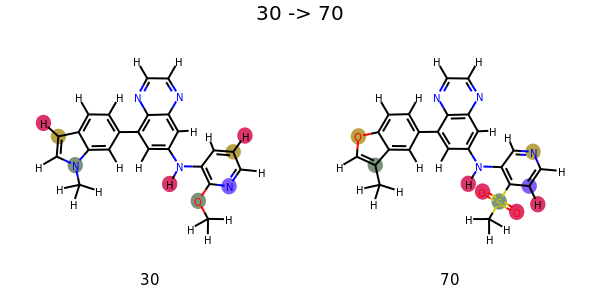 30 -> 70
H H
H H N N H H H H N N H H
H H O H
H H H H H N N
H N H H H N H
H N H H O
H H H H N H H N
H O H S O H
H H H H
H H
30 70